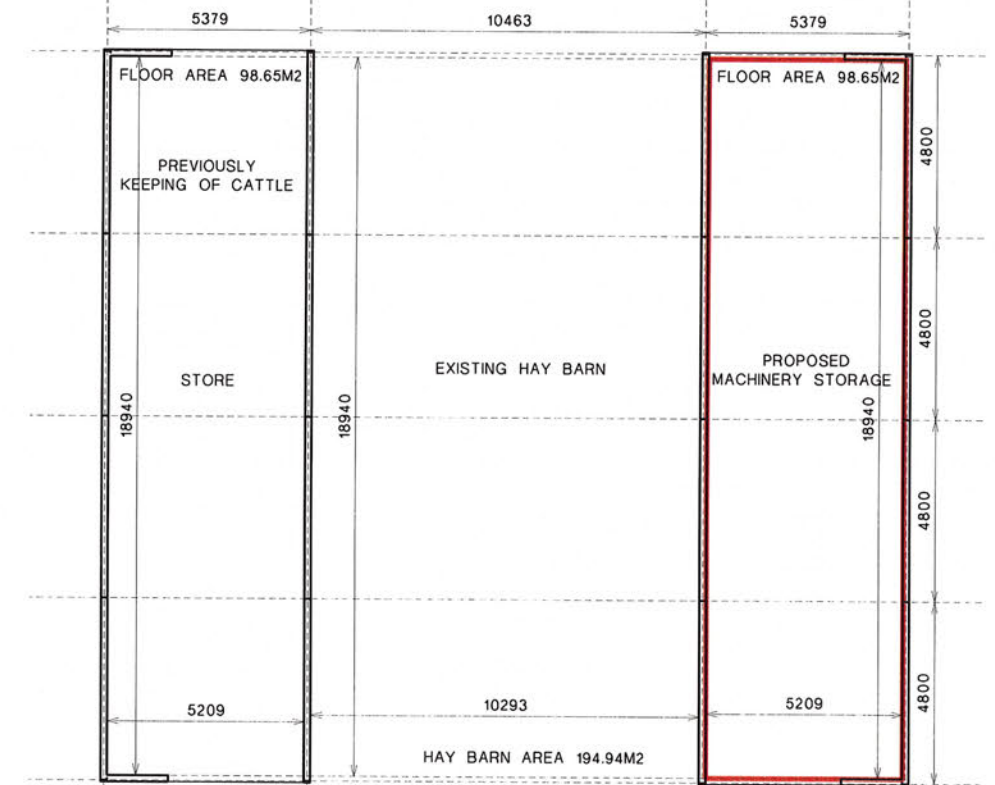 5379
10463
5379
FLOOR AREA 98.65M2
FLOOR AREA 98.65M2
PREVIOUSLY
KEEPING OF CATTLE
4800
STORE
EXISTING HAY BARN
PROPOSED
MACHINERY STORAGE
4800
18940
18940
18940
4800
5209
10293
5209
4800
HAY BARN AREA 194.94M2